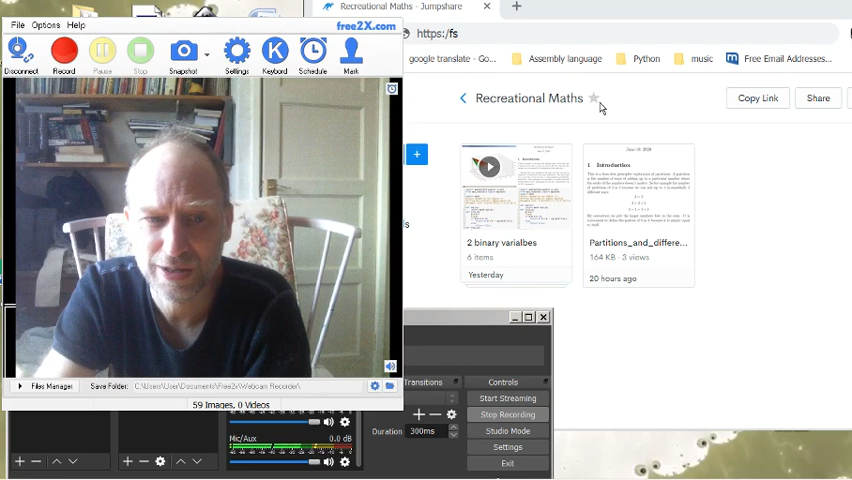 File Options Help
free2X.com
Disconnect Record Pause Stop Snapshot Settings Keybord Schedule Mark
Files Manager Save Folder: C:\Users\User\Documents\Free2x\Webcam Recorder\
59 Images, 0 Videos
Recreational Maths - Jumpshare
https://fs
google translate - Go... Assembly language Python music Free Email Addresses...
Recreational Maths
Copy Link Share
2 binary varialbes
6 items
Yesterday
June 19, 2020
1 Introduction
Partitions_and_differe...
164 KB · 3 views
20 hours ago
Transitions Controls
Start Streaming
Stop Recording
Duration 300ms
Studio Mode
Settings
Exit
Mic/Aux 0.0 dB